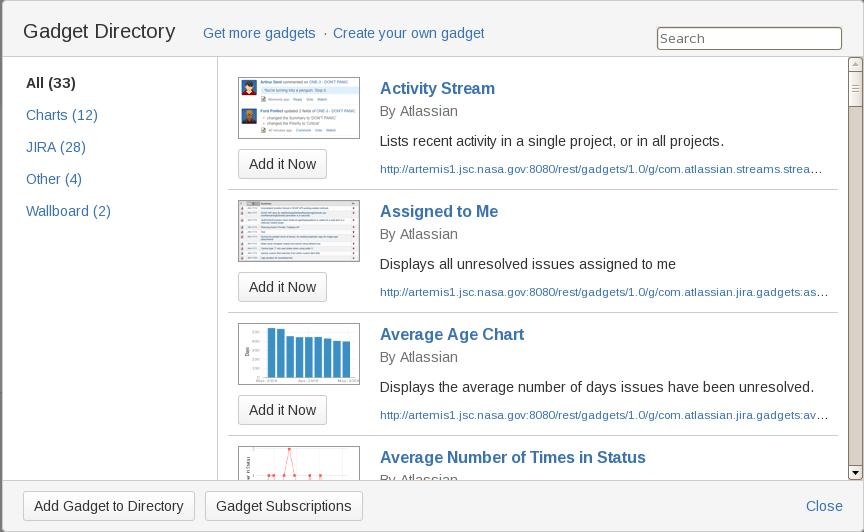 Gadget Directory
Get more gadgets · Create your own gadget
Search
All (33)
Charts (12)
JIRA (28)
Other (4)
Wallboard (2)
Activity Stream
By Atlassian
Lists recent activity in a single project, or in all projects.
http://artemis1.jsc.nasa.gov:8080/rest/gadgets/1.0/g/com.atlassian.streams.strea...
Add it Now
Assigned to Me
By Atlassian
Displays all unresolved issues assigned to me
http://artemis1.jsc.nasa.gov:8080/rest/gadgets/1.0/g/com.atlassian.jira.gadgets:as...
Add it Now
Average Age Chart
By Atlassian
Displays the average number of days issues have been unresolved.
http://artemis1.jsc.nasa.gov:8080/rest/gadgets/1.0/g/com.atlassian.jira.gadgets:av...
Add it Now
Days
Average Number of Times in Status
By Atlassian
Add Gadget to Directory
Gadget Subscriptions
Close